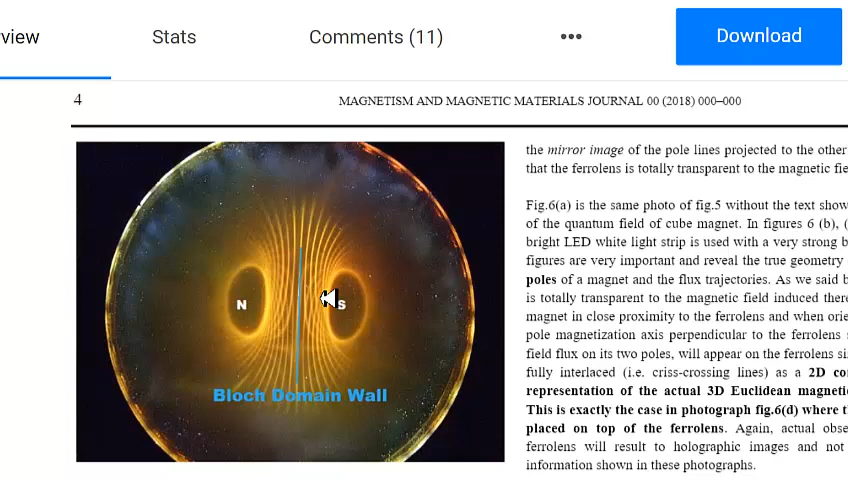 view
Stats
Comments (11)
•••
Download
4
MAGNETISM AND MAGNETIC MATERIALS JOURNAL 00 (2018) 000–000
N
S
Bloch Domain Wall
the mirror image of the pole lines projected to the other
that the ferrolens is totally transparent to the magnetic fie
Fig.6(a) is the same photo of fig.5 without the text show
of the quantum field of cube magnet. In figures 6 (b), (
bright LED white light strip is used with a very strong b
figures are very important and reveal the true geometry
poles of a magnet and the flux trajectories. As we said b
is totally transparent to the magnetic field induced there
magnet in close proximity to the ferrolens and when orie
pole magnetization axis perpendicular to the ferrolens s
field flux on its two poles, will appear on the ferrolens si
fully interlaced (i.e. criss-crossing lines) as a 2D co
representation of the actual 3D Euclidean magnetic
This is exactly the case in photograph fig.6(d) where t
placed on top of the ferrolens. Again, actual obse
ferrolens will result to holographic images and not
information shown in these photographs.